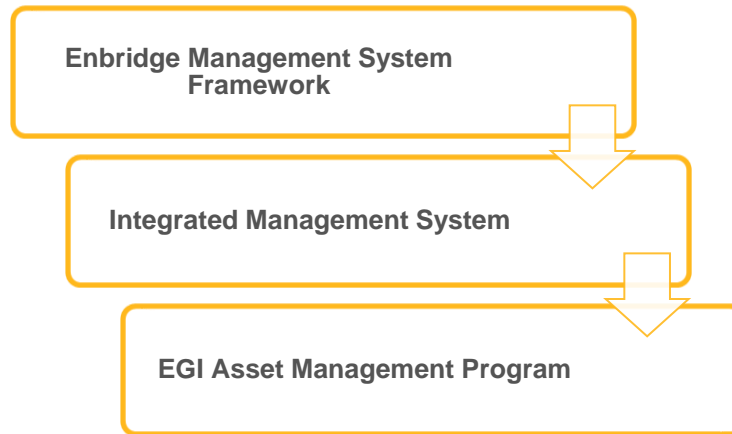 Enbridge Management System
Framework
Integrated Management System
EGI Asset Management Program